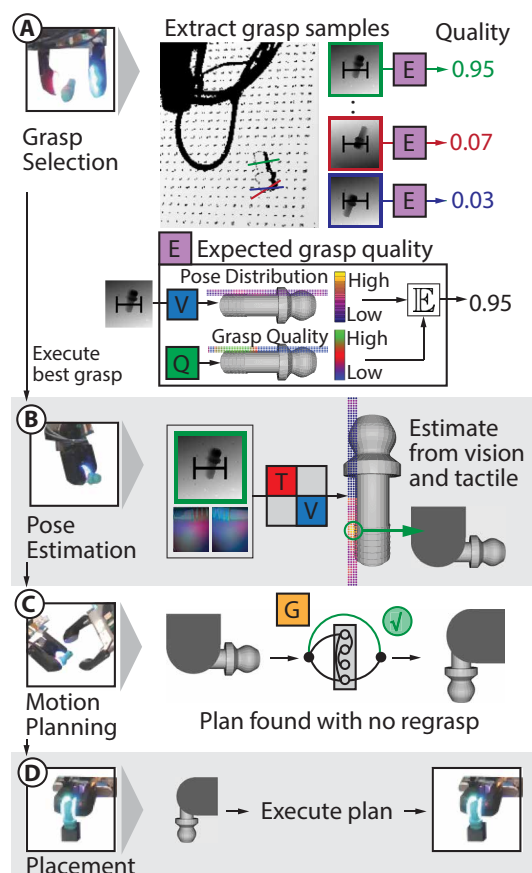 A
Extract grasp samples
Quality
E
0.95
Grasp
Selection
E
0.07
E
0.03
E Expected grasp quality
Pose Distribution
High
V
Low
𝔼
0.95
Grasp Quality
High
Q
Low
Execute
best grasp
B
Estimate
from vision
and tactile
T
V
Pose
Estimation
C
G
√
Motion
Planning
Plan found with no regrasp
D
Execute plan
Placement